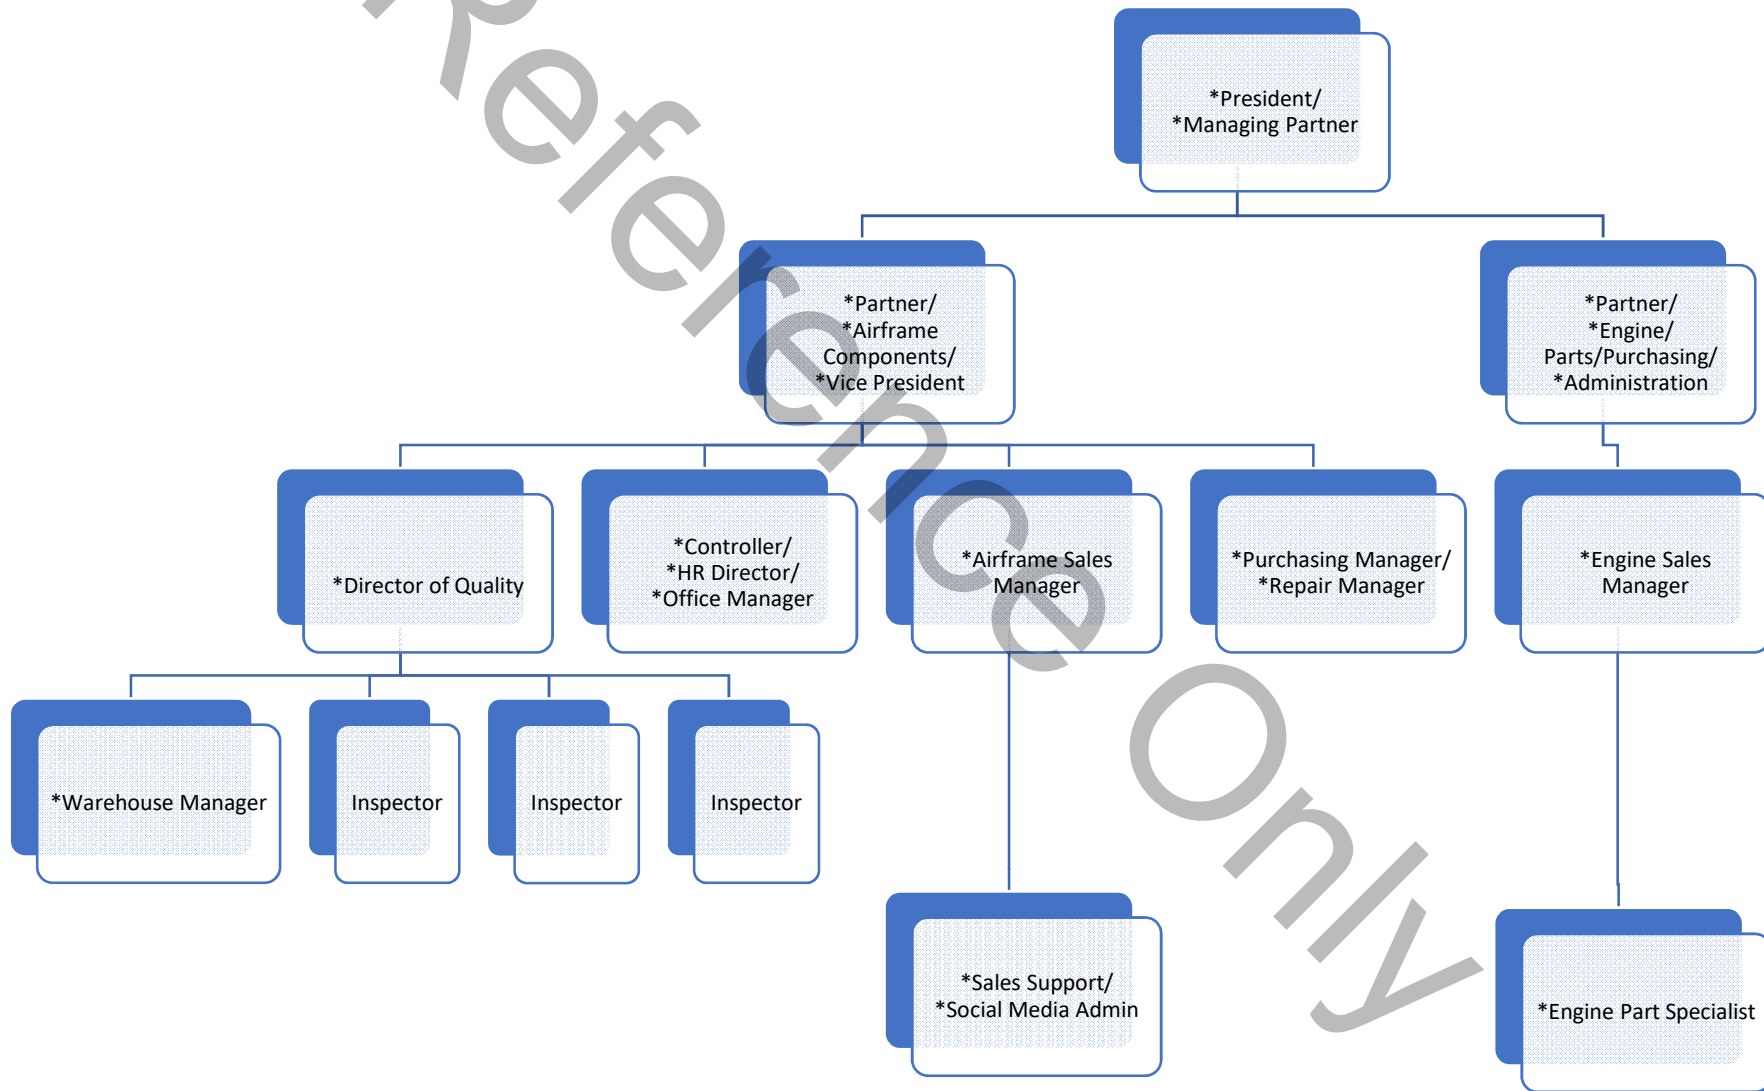 *President/
*Managing Partner
*Partner/
*Airframe
Components/
*Vice President
*Partner/
*Engine/
Parts/Purchasing/
*Administration
*Director of Quality
*Controller/
*HR Director/
*Office Manager
*Airframe Sales
Manager
*Purchasing Manager/
*Repair Manager
*Engine Sales
Manager
*Warehouse Manager
Inspector
Inspector
Inspector
*Sales Support/
*Social Media Admin
*Engine Part Specialist
Reference Only